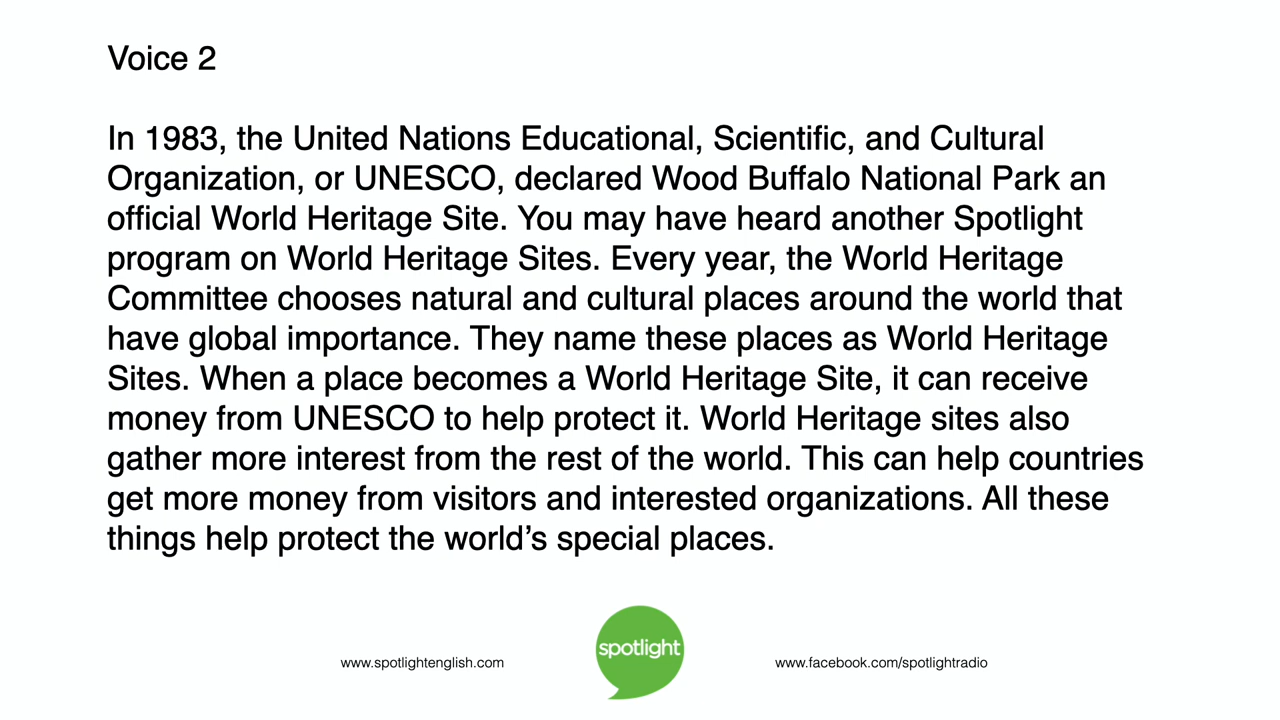 Voice 2
In 1983, the United Nations Educational, Scientific, and Cultural
Organization, or UNESCO, declared Wood Buffalo National Park an
official World Heritage Site. You may have heard another Spotlight
program on World Heritage Sites. Every year, the World Heritage
Committee chooses natural and cultural places around the world that
have global importance. They name these places as World Heritage
Sites. When a place becomes a World Heritage Site, it can receive
money from UNESCO to help protect it. World Heritage sites also
gather more interest from the rest of the world. This can help countries
get more money from visitors and interested organizations. All these
things help protect the world’s special places.
www.spotlightenglish.com
spotlight
www.facebook.com/spotlightradio